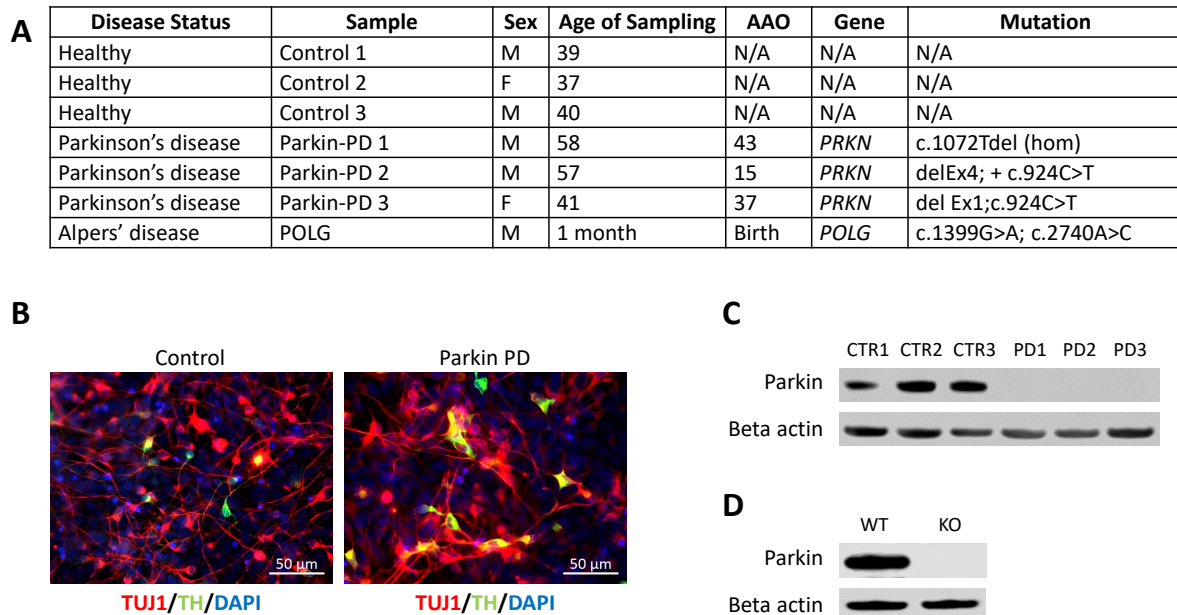 A
Disease Status Sample Sex Age of Sampling AAO Gene Mutation
Healthy Control 1 M 39 N/A N/A N/A
Healthy Control 2 F 37 N/A N/A N/A
Healthy Control 3 M 40 N/A N/A N/A
Parkinson's disease Parkin-PD 1 M 58 43 PRKN c.1072Tdel (hom)
Parkinson's disease Parkin-PD 2 M 57 15 PRKN delEx4; + c.924C>T
Parkinson's disease Parkin-PD 3 F 41 37 PRKN del Ex1;c.924C>T
Alpers' disease POLG M 1 month Birth POLG c.1399G>A; c.2740A>C
B
Control
50 µm
TUJ1/TH/DAPI
Parkin PD
50 µm
TUJ1/TH/DAPI
C
CTR1 CTR2 CTR3 PD1 PD2 PD3
Parkin
Beta actin
D
WT KO
Parkin
Beta actin